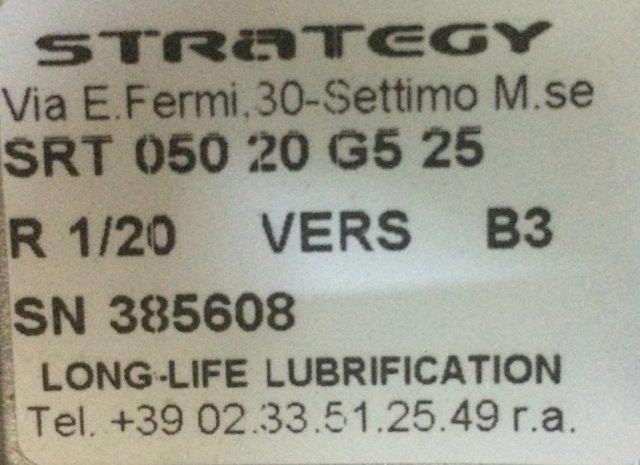 STRATEGY
Via E.Fermi,30-Settimo M.se
SRT 050 20 G5 25
R 1/20 VERS B3
SN 385608
LONG-LIFE LUBRIFICATION
Tel. +39 02.33.51.25.49 r.a.